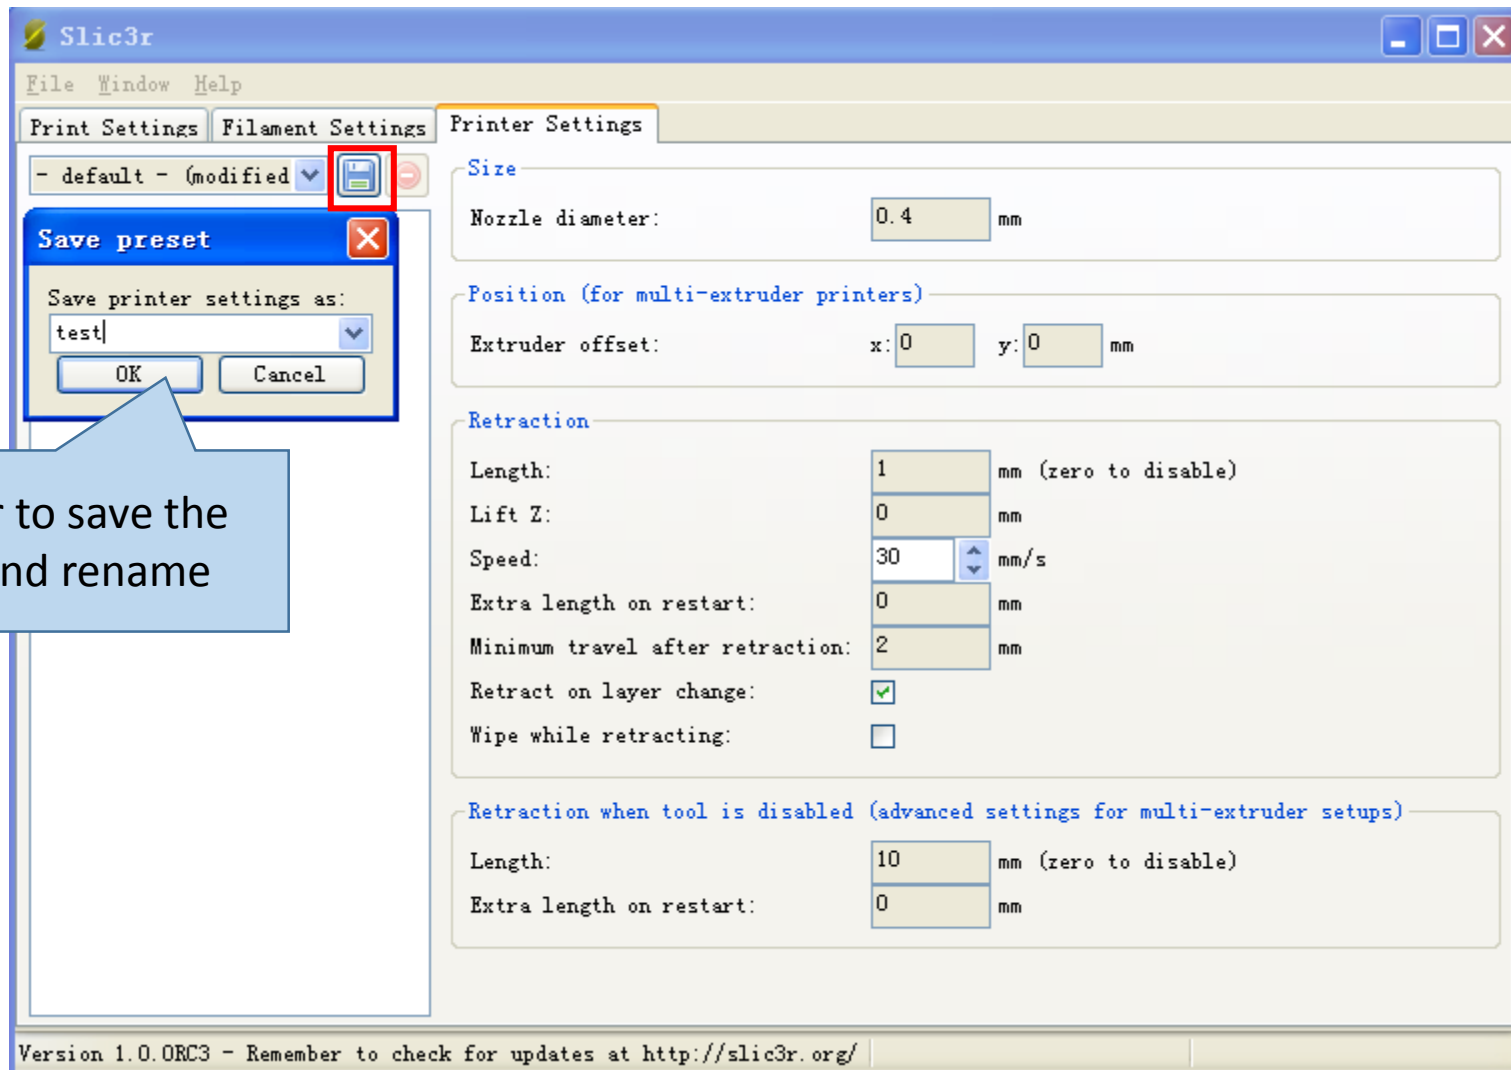 Slic3r
File Window Help
Print Settings Filament Settings Printer Settings
- default - (modified
Save preset
Save printer settings as:
test
OK Cancel
to save the
rename
Size
Nozzle diameter: 0.4 mm
Position (for multi-extruder printers)
Extruder offset: x: 0 y: 0 mm
Retraction
Length: 1 mm (zero to disable)
Lift Z: 0 mm
Speed: 30 mm/s
Extra length on restart: 0 mm
Minimum travel after retraction: 2 mm
Retract on layer change:
Wipe while retracting:
Retraction when tool is disabled (advanced settings for multi-extruder setups)
Length: 10 mm (zero to disable)
Extra length on restart: 0 mm
Version 1.0.0RC3 - Remember to check for updates at http://slic3r.org/